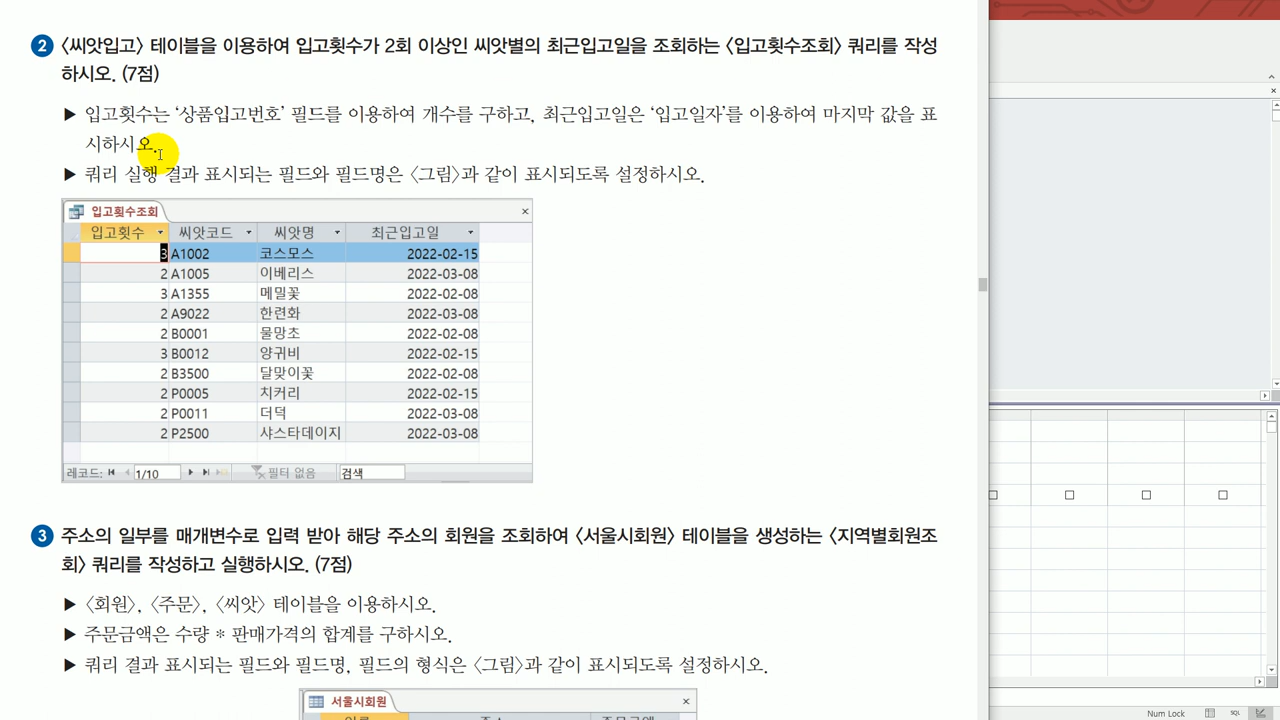 2 〈씨앗입고〉 테이블을 이용하여 입고횟수가 2회 이상인 씨앗별의 최근입고일을 조회하는 〈입고횟수조회〉 쿼리를 작성
하시오. (7점)
▶ 입고횟수는 ‘상품입고번호’ 필드를 이용하여 개수를 구하고, 최근입고일은 ‘입고일자’를 이용하여 마지막 값을 표
시하시오.
▶ 쿼리 실행 결과 표시되는 필드와 필드명은 〈그림〉과 같이 표시되도록 설정하시오.
입고횟수조회
입고횟수 씨앗코드 씨앗명 최근입고일
3 A1002 코스모스 2022-02-15
2 A1005 이베리스 2022-03-08
3 A1355 메밀꽃 2022-02-08
2 A9022 한련화 2022-03-08
2 B0001 물망초 2022-02-08
3 B0012 양귀비 2022-02-15
2 B3500 달맞이꽃 2022-02-08
2 P0005 치커리 2022-02-15
2 P0011 더덕 2022-03-08
2 P2500 샤스타데이지 2022-03-08
레코드: 1/10 필터 없음 검색
3 주소의 일부를 매개변수로 입력 받아 해당 주소의 회원을 조회하여 〈서울시회원〉 테이블을 생성하는 〈지역별회원조
회〉 쿼리를 작성하고 실행하시오. (7점)
▶ 〈회원〉, 〈주문〉, 〈씨앗〉 테이블을 이용하시오.
▶ 주문금액은 수량 * 판매가격의 합계를 구하시오.
▶ 쿼리 결과 표시되는 필드와 필드명, 필드의 형식은 〈그림〉과 같이 표시되도록 설정하시오.
서울시회원
이름 주소 주문금액
Num Lock SQL